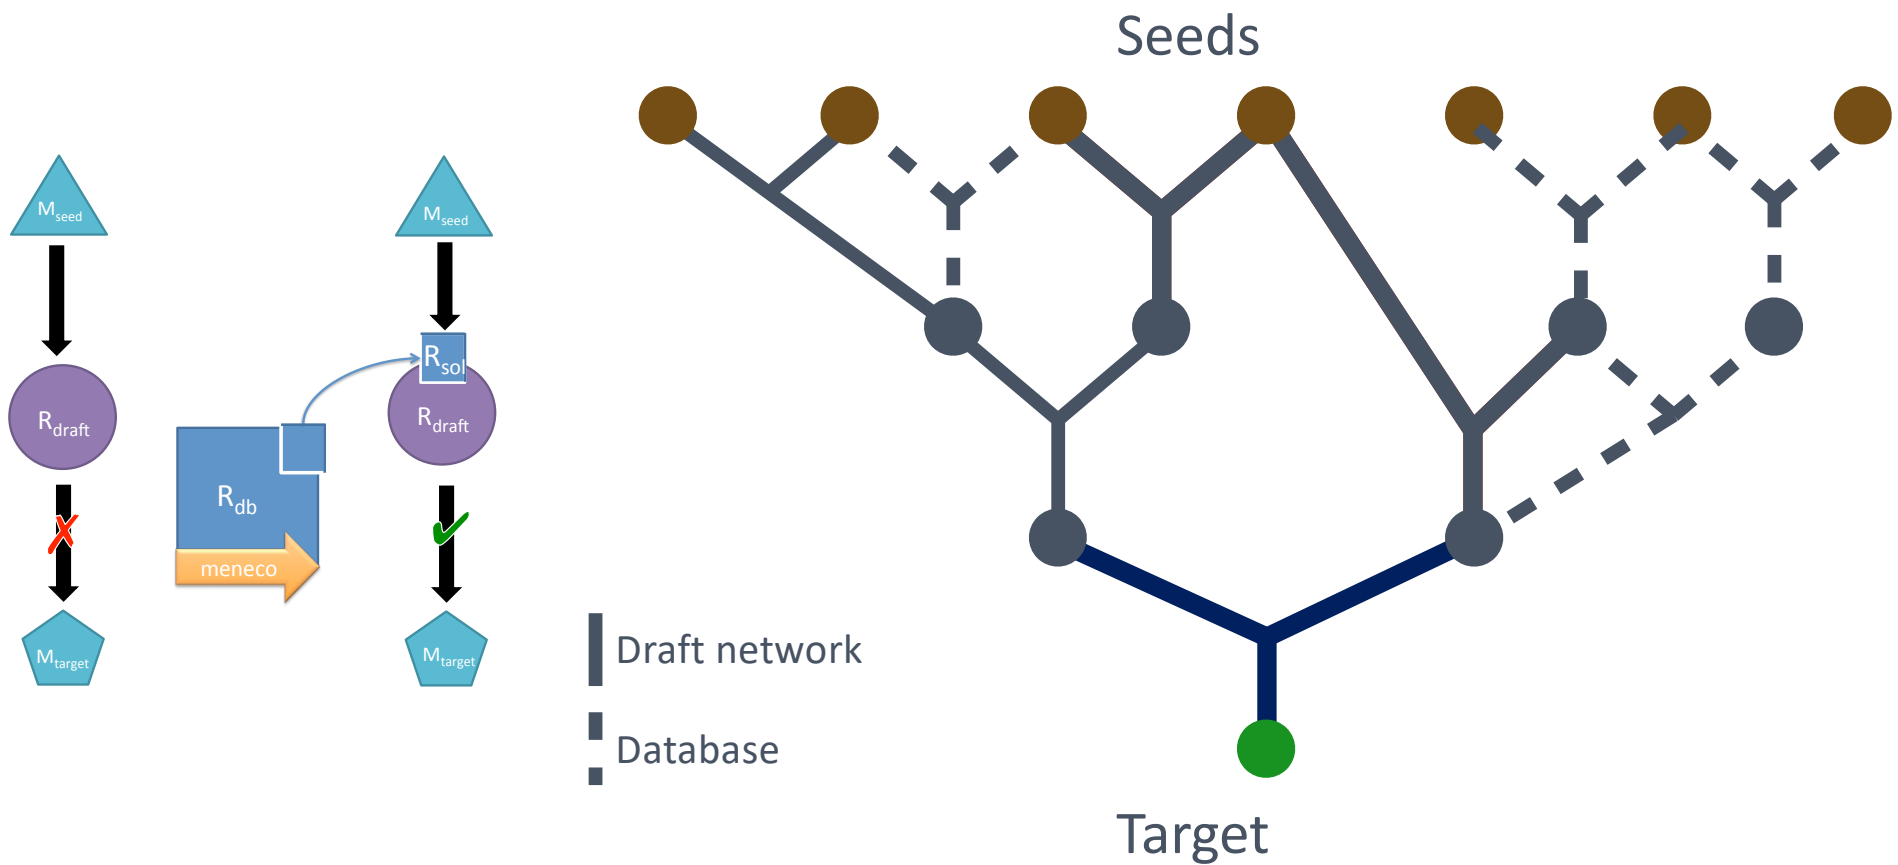 Seeds
Mseed
Mseed
Rsol
Rdraft
Rdraft
Rdb
meneco
Mtarget
Mtarget
Draft network
Database
Target